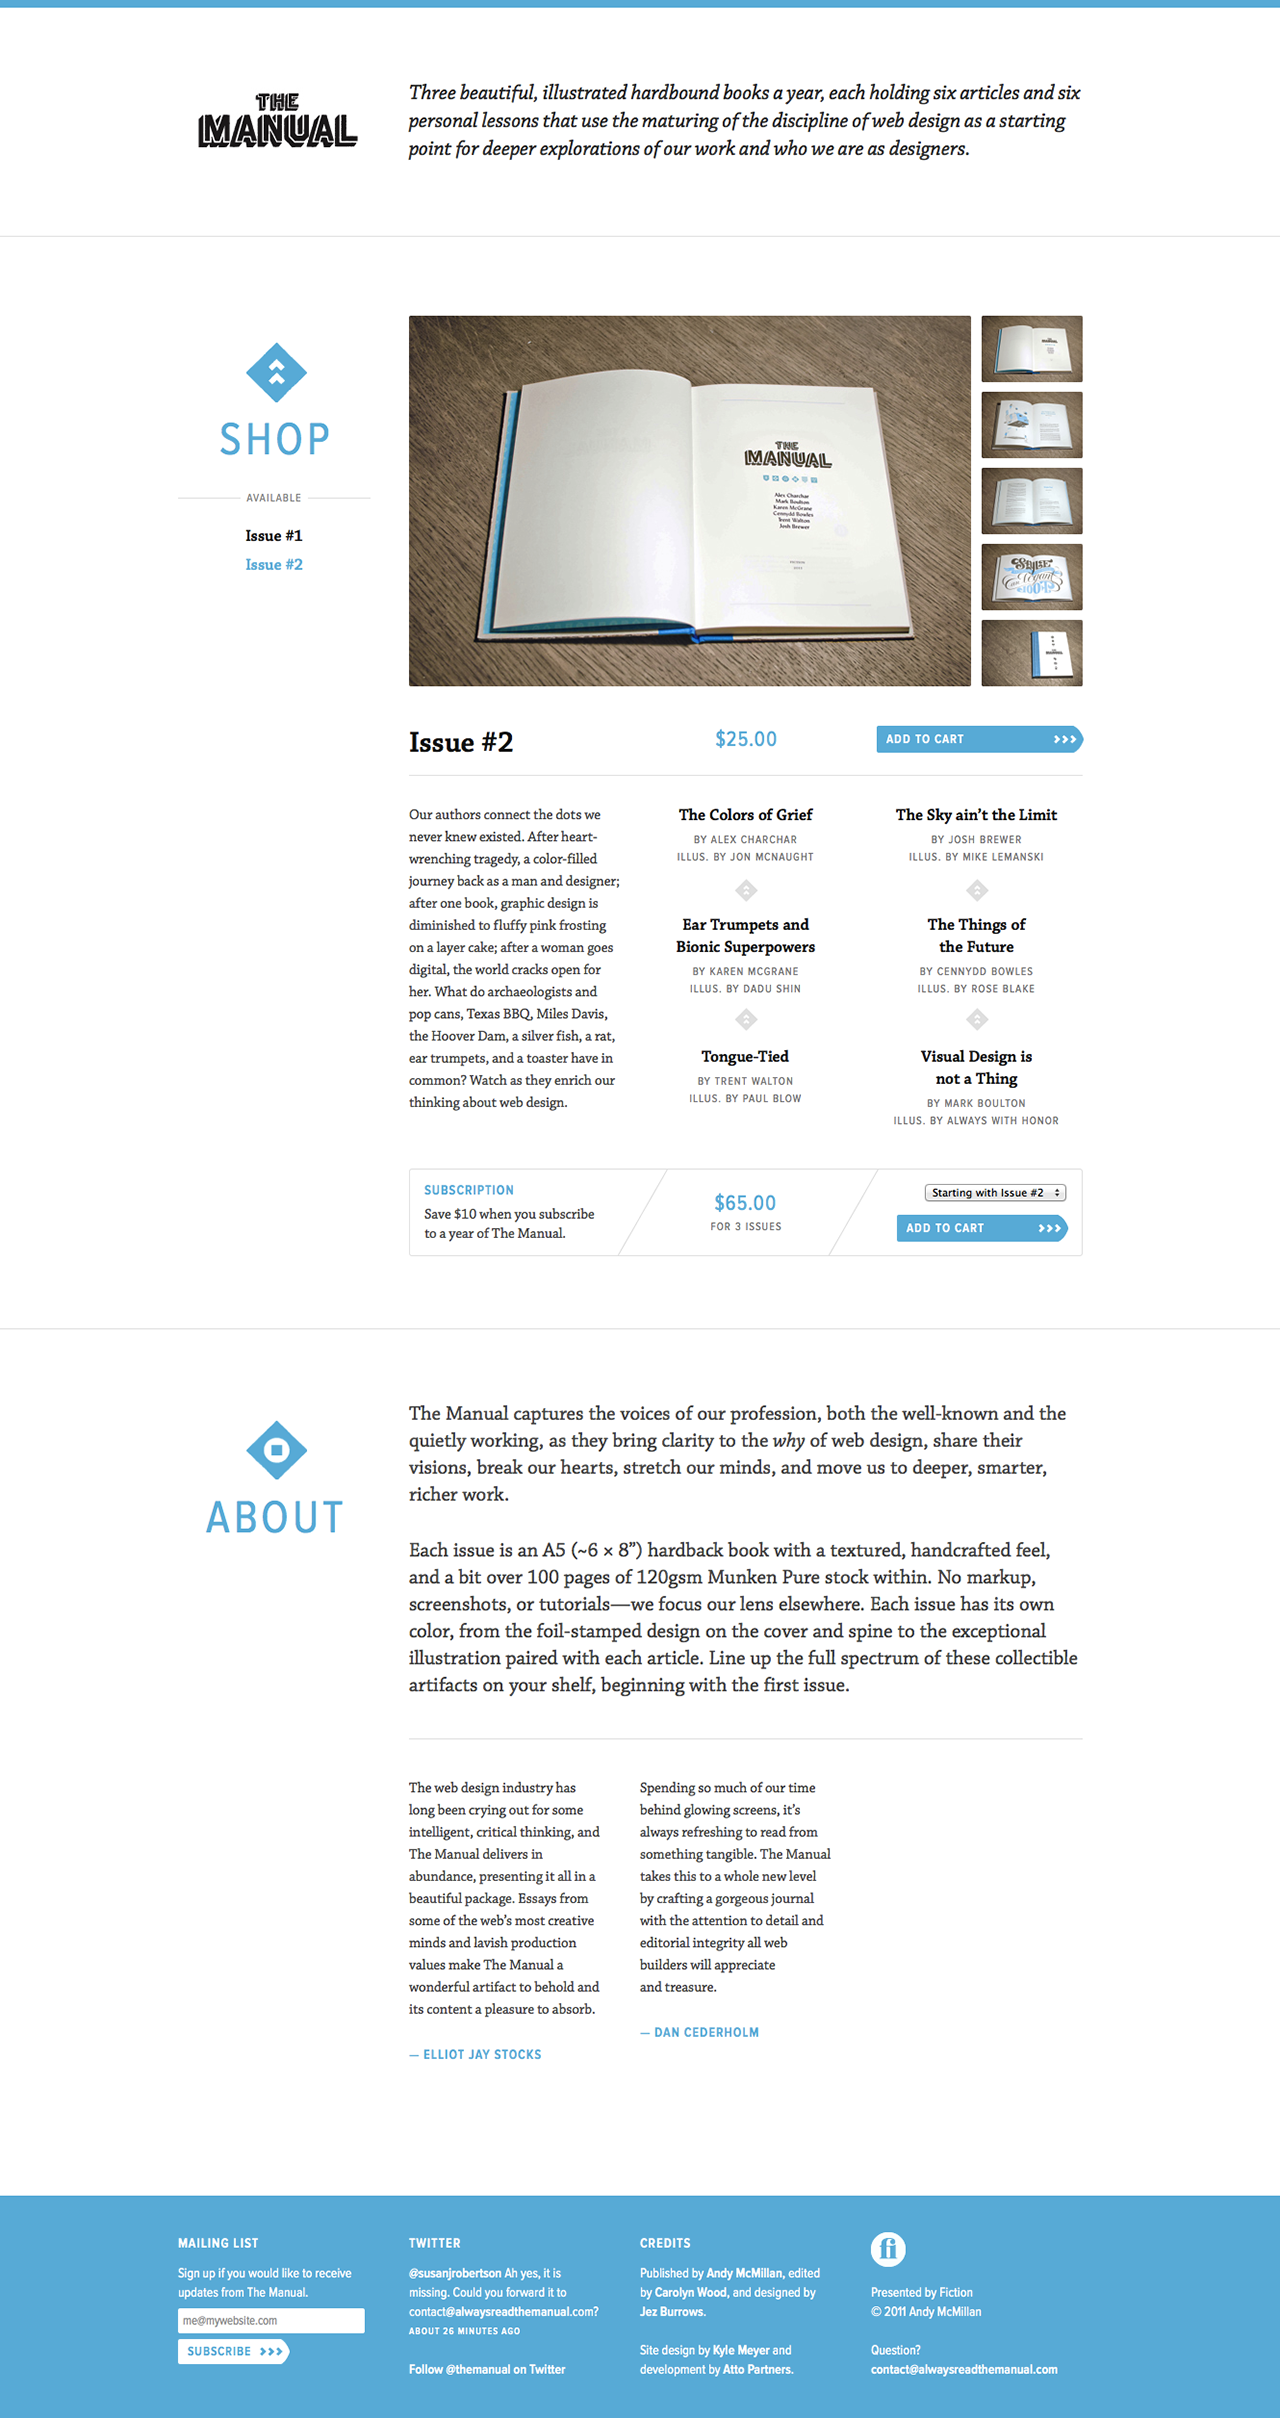 THE
MANUAL
Three beautiful, illustrated hardbound books a year, each holding six articles and six
personal lessons that use the maturing of the discipline of web design as a starting
point for deeper explorations of our work and who we are as designers.
SHOP
AVAILABLE
Issue #1
Issue #2
THE
MANUAL
Alex Charchar
Mark Boulton
Karen McGrane
Cennydd Bowles
Trent Walton
Josh Brewer
Issue #2
$25.00
ADD TO CART
Our authors connect the dots we
never knew existed. After heart-
wrenching tragedy, a color-filled
journey back as a man and designer;
after one book, graphic design is
diminished to fluffy pink frosting
on a layer cake; after a woman goes
digital, the world cracks open for
her. What do archaeologists and
pop cans, Texas BBQ, Miles Davis,
the Hoover Dam, a silver fish, a rat,
ear trumpets, and a toaster have in
common? Watch as they enrich our
thinking about web design.
The Colors of Grief
BY ALEX CHARCHAR
ILLUS. BY JON MCNAUGHT
Ear Trumpets and
Bionic Superpowers
BY KAREN MCGRANE
ILLUS. BY DADU SHIN
Tongue-Tied
BY TRENT WALTON
ILLUS. BY PAUL BLOW
The Sky ain’t the Limit
BY JOSH BREWER
ILLUS. BY MIKE LEMANSKI
The Things of
the Future
BY CENNYDD BOWLES
ILLUS. BY ROSE BLAKE
Visual Design is
not a Thing
BY MARK BOULTON
ILLUS. BY ALWAYS WITH HONOR
SUBSCRIPTION
Save $10 when you subscribe
to a year of The Manual.
$65.00
FOR 3 ISSUES
Starting with Issue #2
ADD TO CART
ABOUT
The Manual captures the voices of our profession, both the well-known and the
quietly working, as they bring clarity to the why of web design, share their
visions, break our hearts, stretch our minds, and move us to deeper, smarter,
richer work.
Each issue is an A5 (~6 × 8”) hardback book with a textured, handcrafted feel,
and a bit over 100 pages of 120gsm Munken Pure stock within. No markup,
screenshots, or tutorials—we focus our lens elsewhere. Each issue has its own
color, from the foil-stamped design on the cover and spine to the exceptional
illustration paired with each article. Line up the full spectrum of these collectible
artifacts on your shelf, beginning with the first issue.
The web design industry has
long been crying out for some
intelligent, critical thinking, and
The Manual delivers in
abundance, presenting it all in a
beautiful package. Essays from
some of the web’s most creative
minds and lavish production
values make The Manual a
wonderful artifact to behold and
its content a pleasure to absorb.
— ELLIOT JAY STOCKS
Spending so much of our time
behind glowing screens, it’s
always refreshing to read from
something tangible. The Manual
takes this to a whole new level
by crafting a gorgeous journal
with the attention to detail and
editorial integrity all web
builders will appreciate
and treasure.
— DAN CEDERHOLM
MAILING LIST
Sign up if you would like to receive
updates from The Manual.
me@mywebsite.com
SUBSCRIBE
TWITTER
@susanjrobertson Ah yes, it is
missing. Could you forward it to
contact@alwaysreadthemanual.com?
ABOUT 26 MINUTES AGO
Follow @themanual on Twitter
CREDITS
Published by Andy McMillan, edited
by Carolyn Wood, and designed by
Jez Burrows.
Site design by Kyle Meyer and
development by Atto Partners.
fi
Presented by Fiction
© 2011 Andy McMillan
Question?
contact@alwaysreadthemanual.com